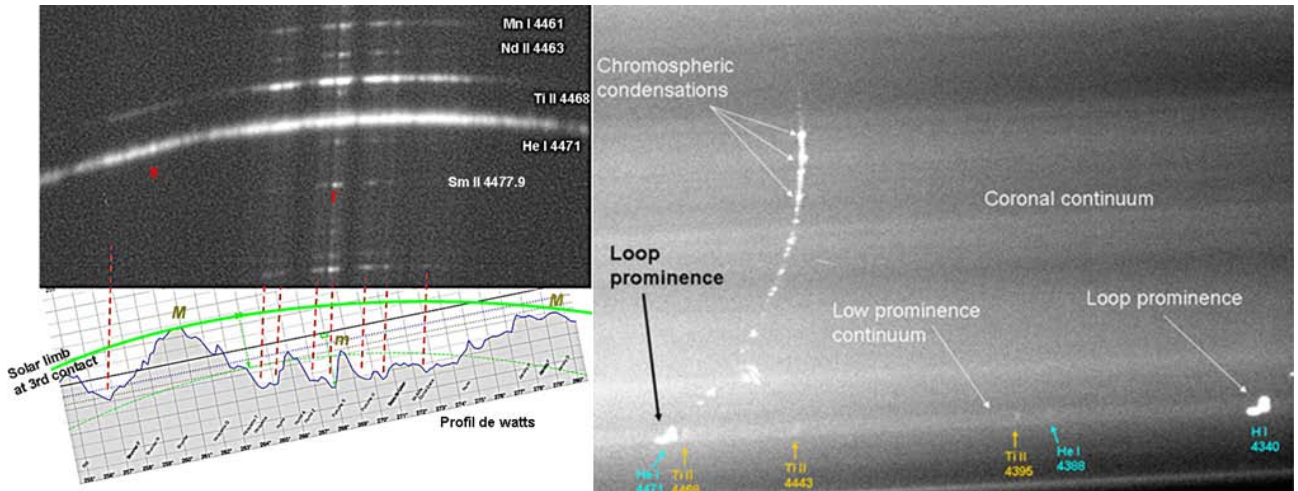 Mn I 4461
Nd II 4463
Ti II 4468
He I 4471
Sm II 4477.9
M
M
m
Solar limb
at 3rd contact
Profil de watts
Chromospheric
condensations
Coronal continuum
Loop
prominence
Low prominence
continuum
Loop prominence
He I
4471
Ti II
4468
Ti II
4443
Ti II
4395
He I
4388
H I
4340